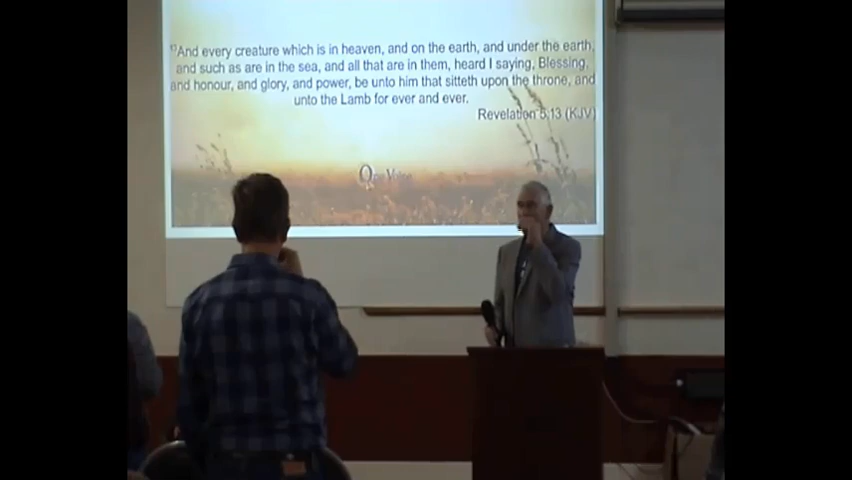 13And every creature which is in heaven, and on the earth, and under the earth,
and such as are in the sea, and all that are in them, heard I saying, Blessing,
and honour, and glory, and power, be unto him that sitteth upon the throne, and
unto the Lamb for ever and ever.
Revelation 5:13 (KJV)
One Voice